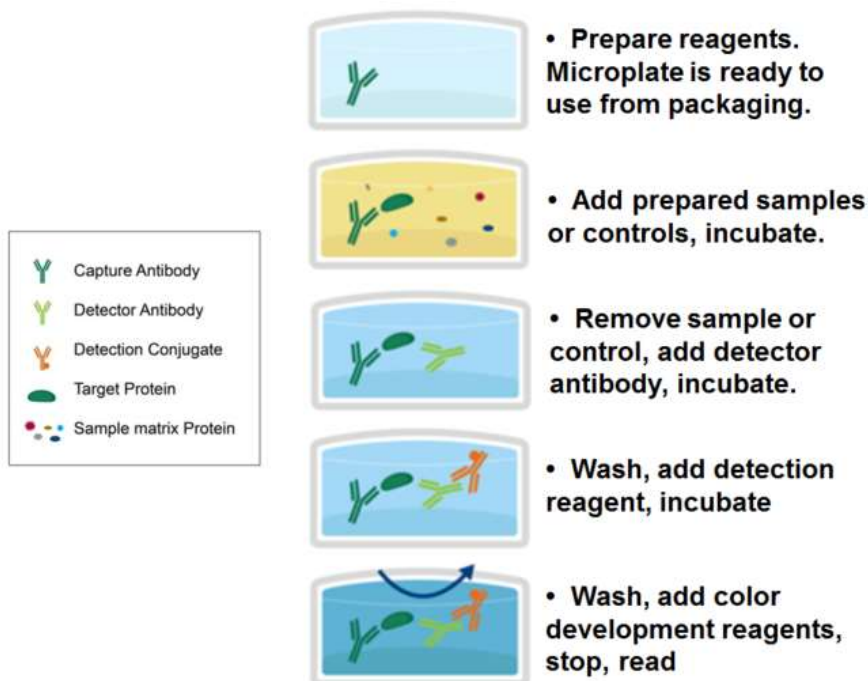 • Prepare reagents.
Microplate is ready to
use from packaging.
• Add prepared samples
or controls, incubate.
Capture Antibody
Detector Antibody
Detection Conjugate
Target Protein
Sample matrix Protein
• Remove sample or
control, add detector
antibody, incubate.
• Wash, add detection
reagent, incubate
• Wash, add color
development reagents,
stop, read